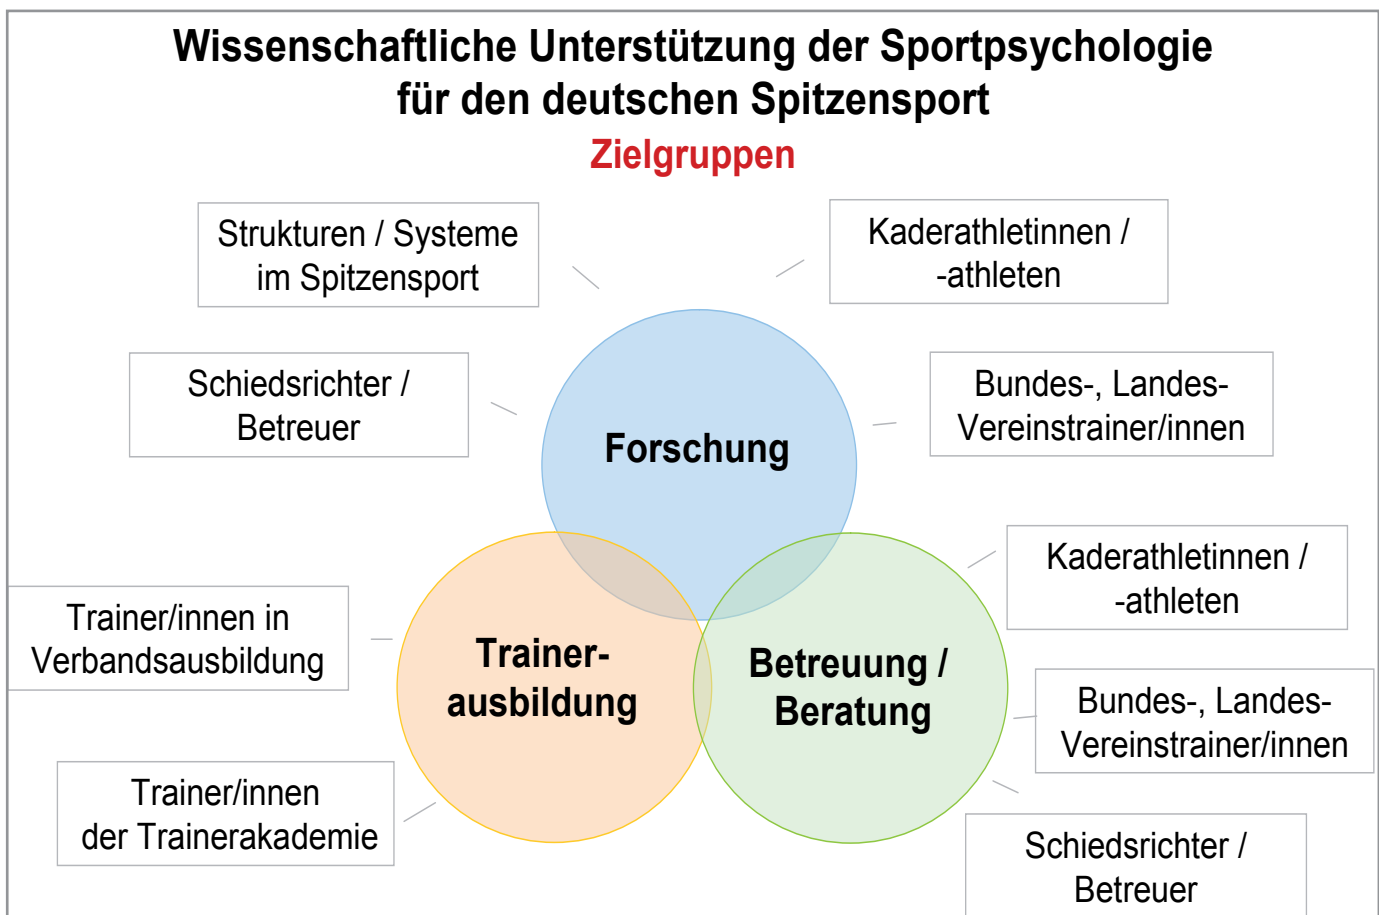 Wissenschaftliche Unterstützung der Sportpsychologie
für den deutschen Spitzensport
Zielgruppen
Strukturen / Systeme
im Spitzensport
Kaderathletinnen /
-athleten
Schiedsrichter /
Betreuer
Bundes-, Landes-
Vereinstrainer/innen
Forschung
Kaderathletinnen /
-athleten
Trainer/innen in
Verbandsausbildung
Trainer-
ausbildung
Betreuung /
Beratung
Bundes-, Landes-
Vereinstrainer/innen
Trainer/innen
der Trainerakademie
Schiedsrichter /
Betreuer